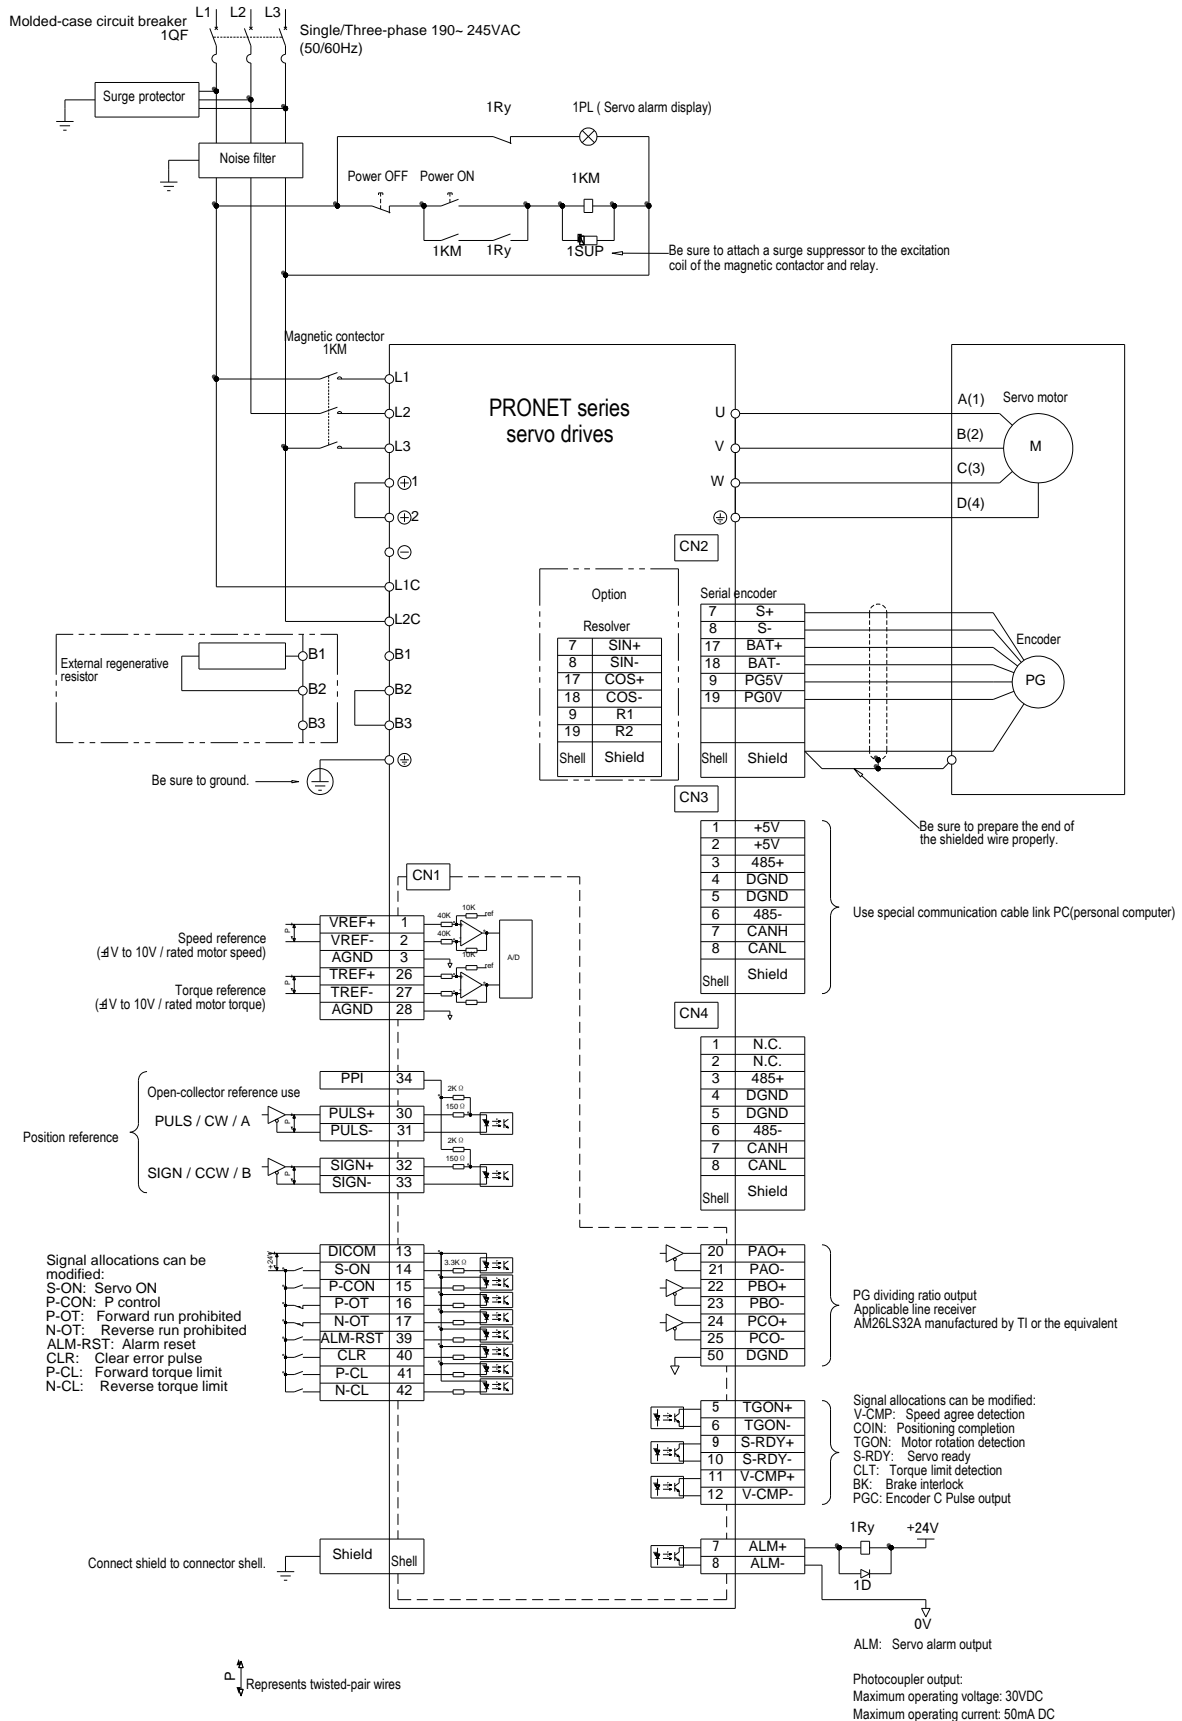 L1 L2 L3
Molded-case circuit breaker
1QF
Single/Three-phase 190~ 245VAC
(50/60Hz)
Surge protector
Noise filter
1Ry
1PL ( Servo alarm display)
Power OFF
Power ON
1KM
1KM
1Ry
1SUP
Be sure to attach a surge suppressor to the excitation
coil of the magnetic contactor and relay.
Magnetic contector
1KM
PRONET series
servo drives
L1
L2
L3
⊕1
⊕2
⊖
L1C
L2C
B1
B2
B3
External regenerative
resistor
B1
B2
B3
Be sure to ground.
U
V
W
A(1)
B(2)
C(3)
D(4)
Servo motor
M
CN2
Option
Resolver
7 SIN+
8 SIN-
17 COS+
18 COS-
9 R1
19 R2
Shell Shield
Serial encoder
7 S+
8 S-
17 BAT+
18 BAT-
9 PG5V
19 PG0V
Shell Shield
Encoder
PG
Be sure to prepare the end of
the shielded wire properly.
CN3
1 +5V
2 +5V
3 485+
4 DGND
5 DGND
6 485-
7 CANH
8 CANL
Shell Shield
Use special communication cable link PC(personal computer)
CN4
1 N.C.
2 N.C.
3 485+
4 DGND
5 DGND
6 485-
7 CANH
8 CANL
Shell Shield
CN1
Speed reference
(±1V to 10V / rated motor speed)
Torque reference
(±1V to 10V / rated motor torque)
P
P
VREF+ 1
VREF- 2
AGND 3
TREF+ 26
TREF- 27
AGND 28
40K
40K
10K
10K
ref
ref
A/D
Position reference
Open-collector reference use
PULS / CW / A
SIGN / CCW / B
P
P
PPI 34
PULS+ 30
PULS- 31
SIGN+ 32
SIGN- 33
2KΩ
150Ω
2KΩ
150Ω
Signal allocations can be
modified:
S-ON: Servo ON
P-CON: P control
P-OT: Forward run prohibited
N-OT: Reverse run prohibited
ALM-RST: Alarm reset
CLR: Clear error pulse
P-CL: Forward torque limit
N-CL: Reverse torque limit
+24V
DICOM 13
S-ON 14
P-CON 15
P-OT 16
N-OT 17
ALM-RST 39
CLR 40
P-CL 41
N-CL 42
3.3KΩ
Connect shield to connector shell.
Shield Shell
20 PAO+
21 PAO-
22 PBO+
23 PBO-
24 PCO+
25 PCO-
50 DGND
PG dividing ratio output
Applicable line receiver
AM26LS32A manufactured by TI or the equivalent
5 TGON+
6 TGON-
9 S-RDY+
10 S-RDY-
11 V-CMP+
12 V-CMP-
Signal allocations can be modified:
V-CMP: Speed agree detection
COIN: Positioning completion
TGON: Motor rotation detection
S-RDY: Servo ready
CLT: Torque limit detection
BK: Brake interlock
PGC: Encoder C Pulse output
7 ALM+
8 ALM-
1Ry
+24V
1D
0V
ALM: Servo alarm output
P
Represents twisted-pair wires
Photocoupler output:
Maximum operating voltage: 30VDC
Maximum operating current: 50mA DC